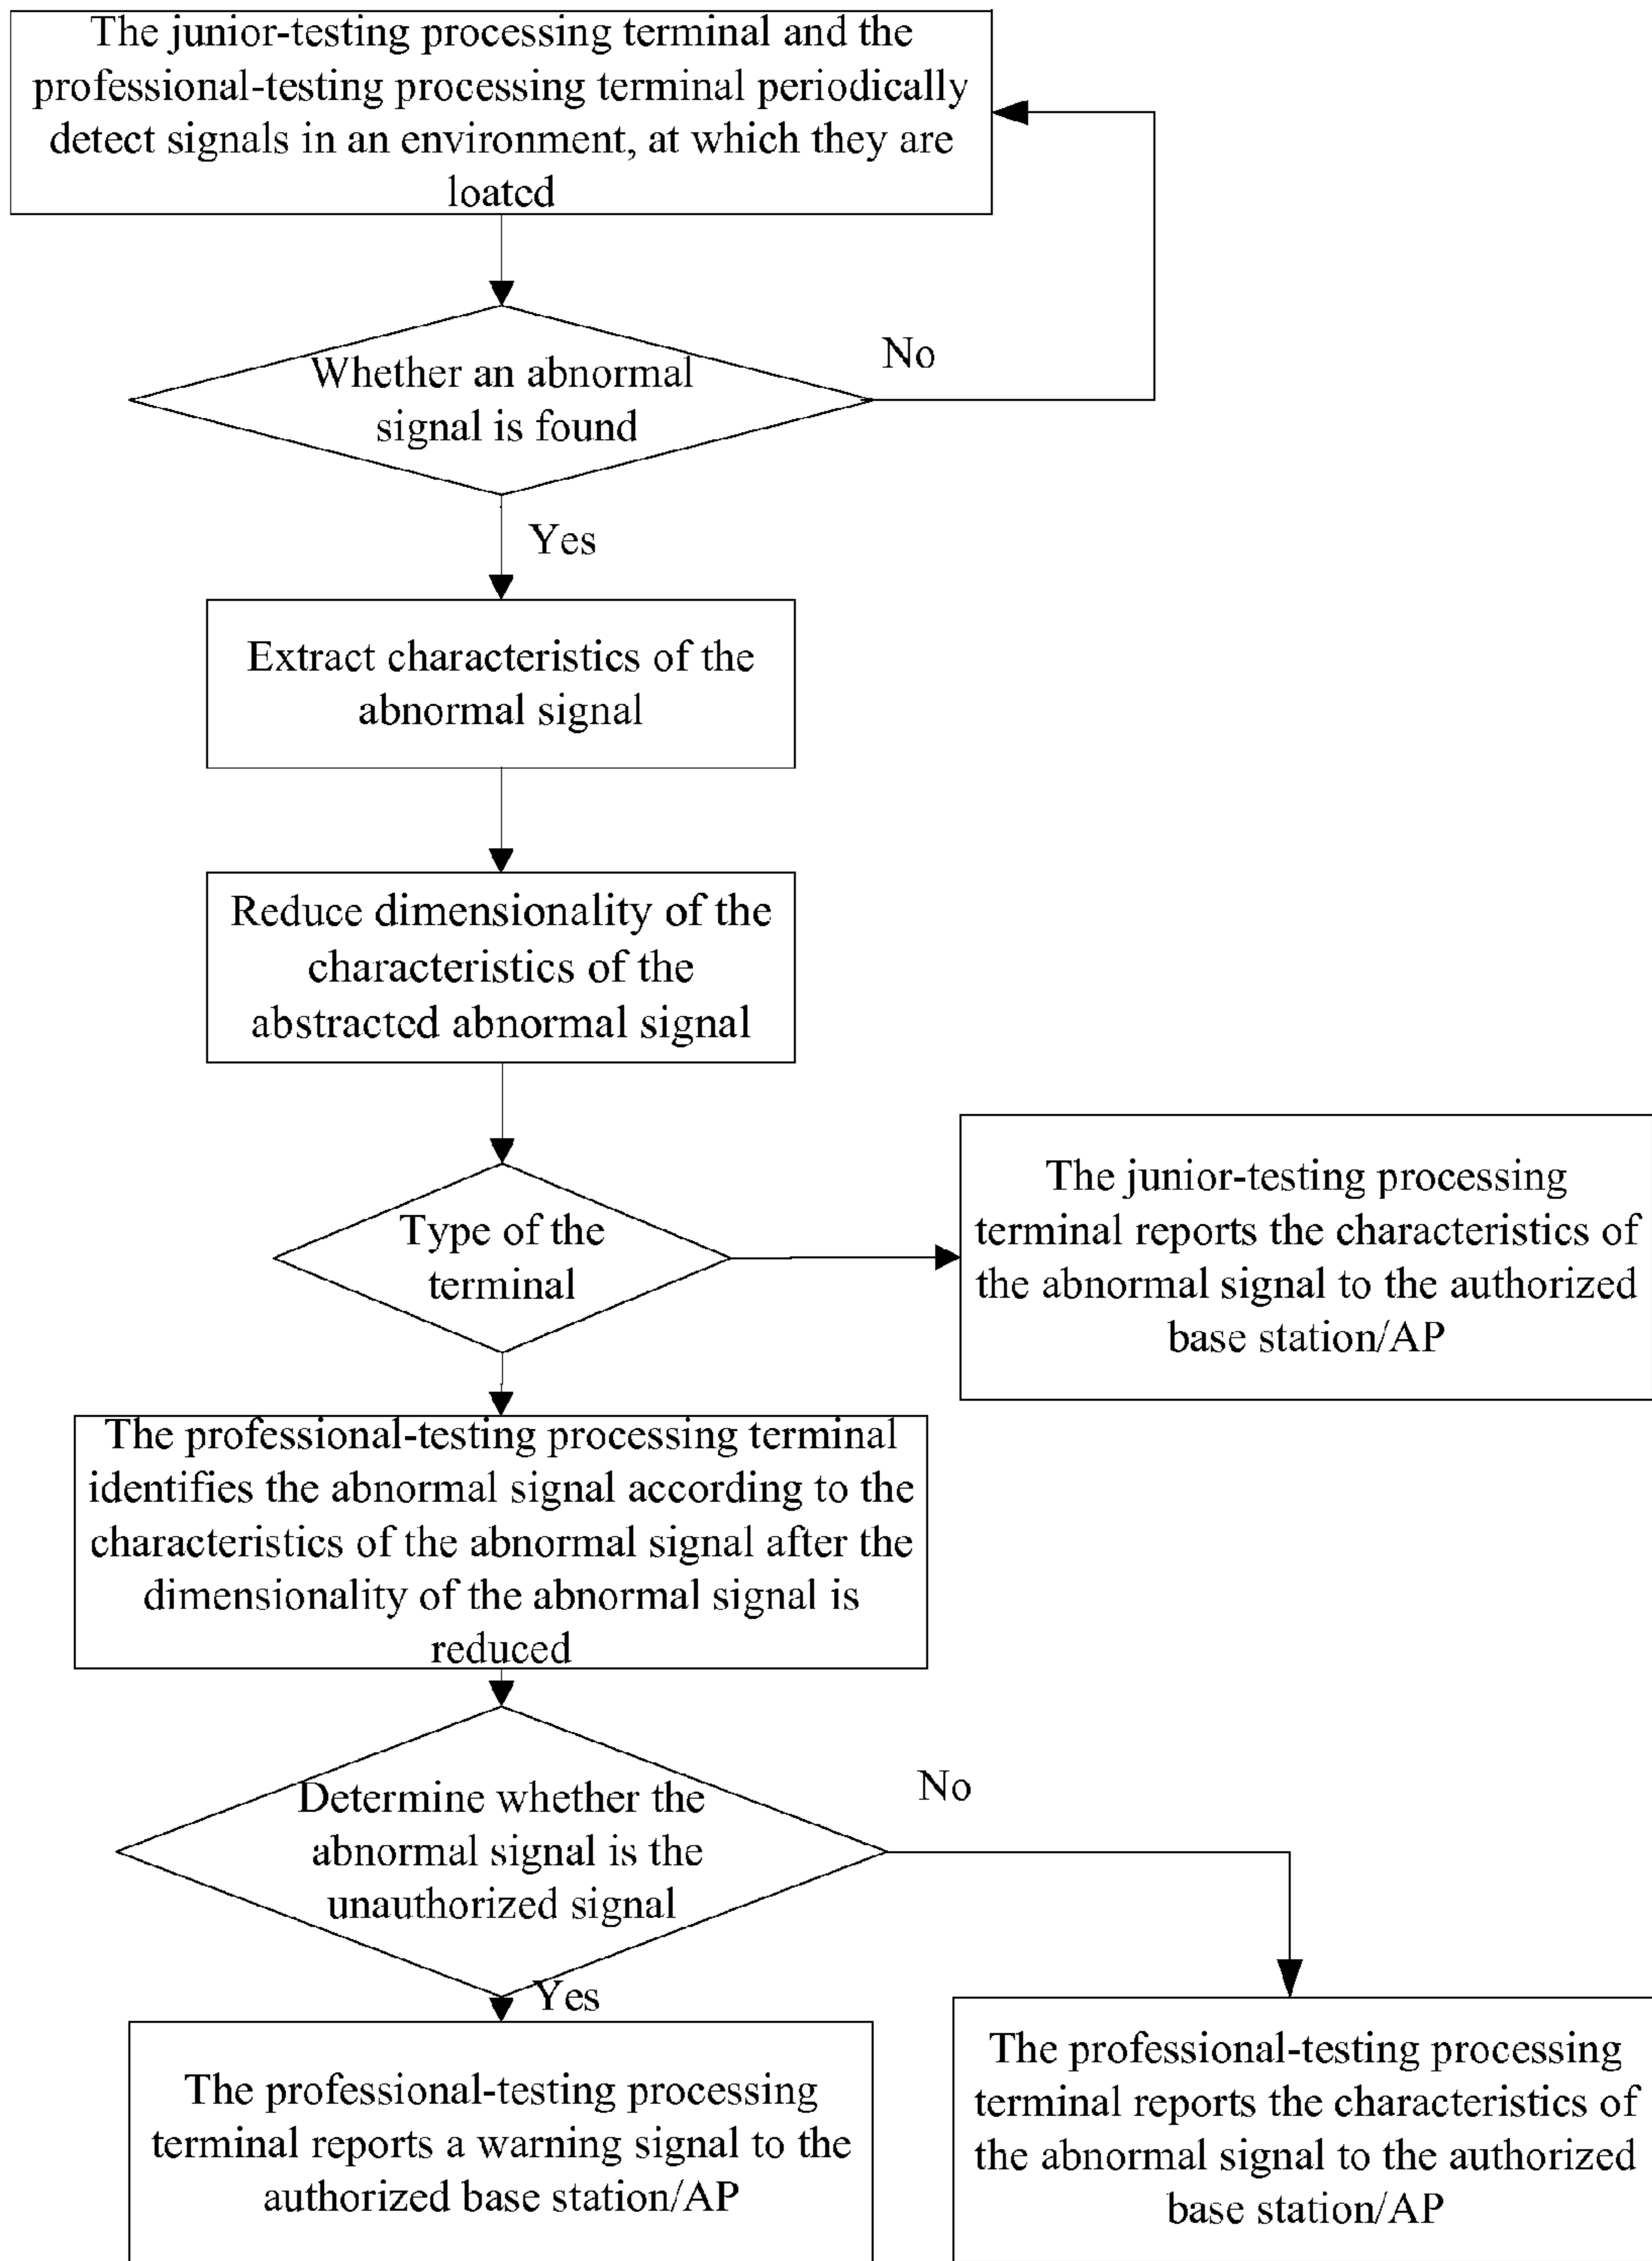 The junior-testing processing terminal and the
professional-testing processing terminal periodically
detect signals in an environment, at which they are
loated
No
Whether an abnormal
signal is found
Yes
Extract characteristics of the
abnormal signal
Reduce dimensionality of the
characteristics of the
abstracted abnormal signal
Type of the
terminal
The junior-testing processing
terminal reports the characteristics of
the abnormal signal to the authorized
base station/AP
The professional-testing processing terminal
identifies the abnormal signal according to the
characteristics of the abnormal signal after the
dimensionality of the abnormal signal is
reduced
No
Determine whether the
abnormal signal is the
unauthorized signal
Yes
The professional-testing processing
terminal reports a warning signal to the
authorized base station/AP
The professional-testing processing
terminal reports the characteristics of
the abnormal signal to the authorized
base station/AP